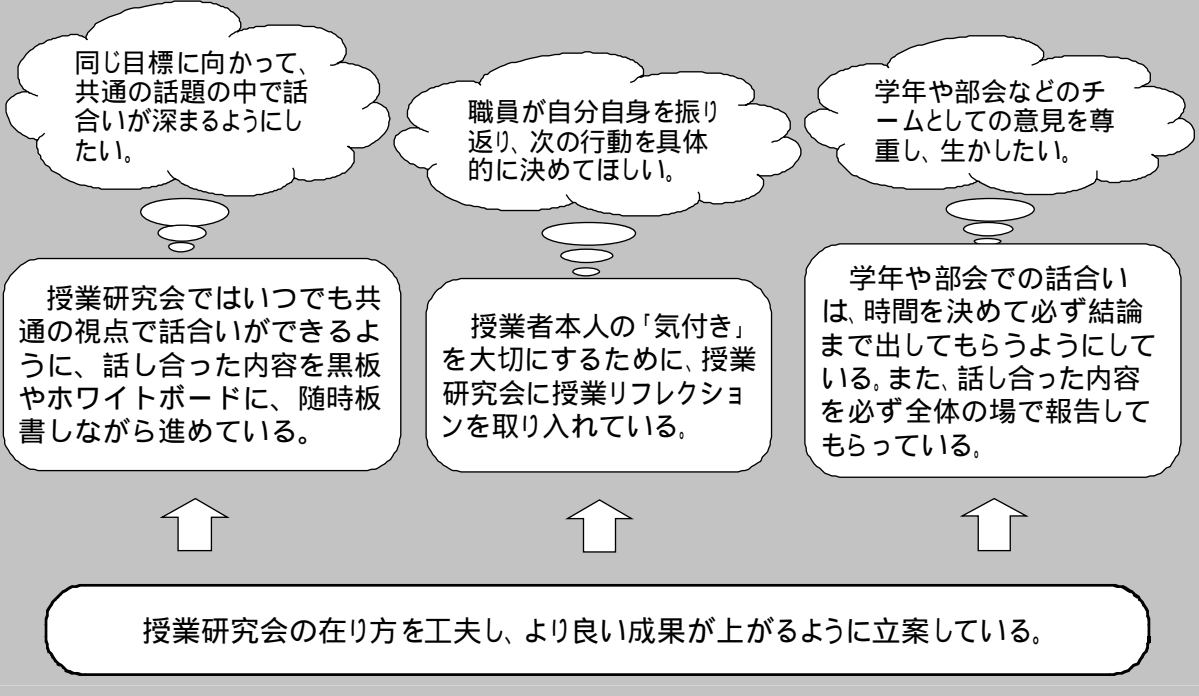 同じ目標に向かって、
共通の話題の中で話
合いが深まるようにし
たい。
職員が自分自身を振り
返り、次の行動を具体
的に決めてほしい。
学年や部会などのチ
ームとしての意見を尊
重し、生かしたい。
授業研究会ではいつでも共
通の視点で話合いができるよ
うに、話し合った内容を黒板
やホワイトボードに、随時板
書しながら進めている。
授業者本人の「気付き」
を大切にするために、授業
研究会に授業リフレクショ
ンを取り入れている。
学年や部会での話合い
は、時間を決めて必ず結論
まで出してもらうようにして
いる。また、話し合った内容
を必ず全体の場で報告して
もらっている。
授業研究会の在り方を工夫し、より良い成果が上がるように立案している。